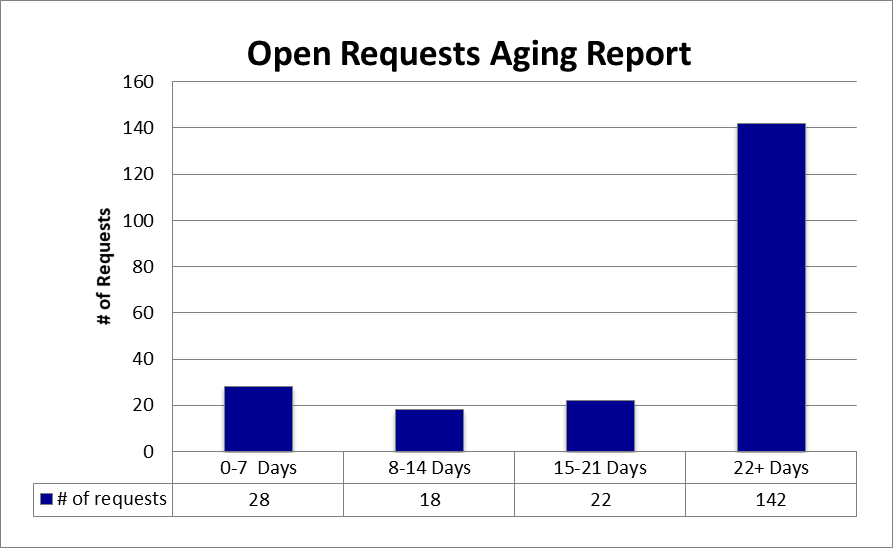 Open Requests Aging Report
# of Requests
160
140
120
100
80
60
40
20
0
0-7 Days 8-14 Days 15-21 Days 22+ Days
# of requests 28 18 22 142